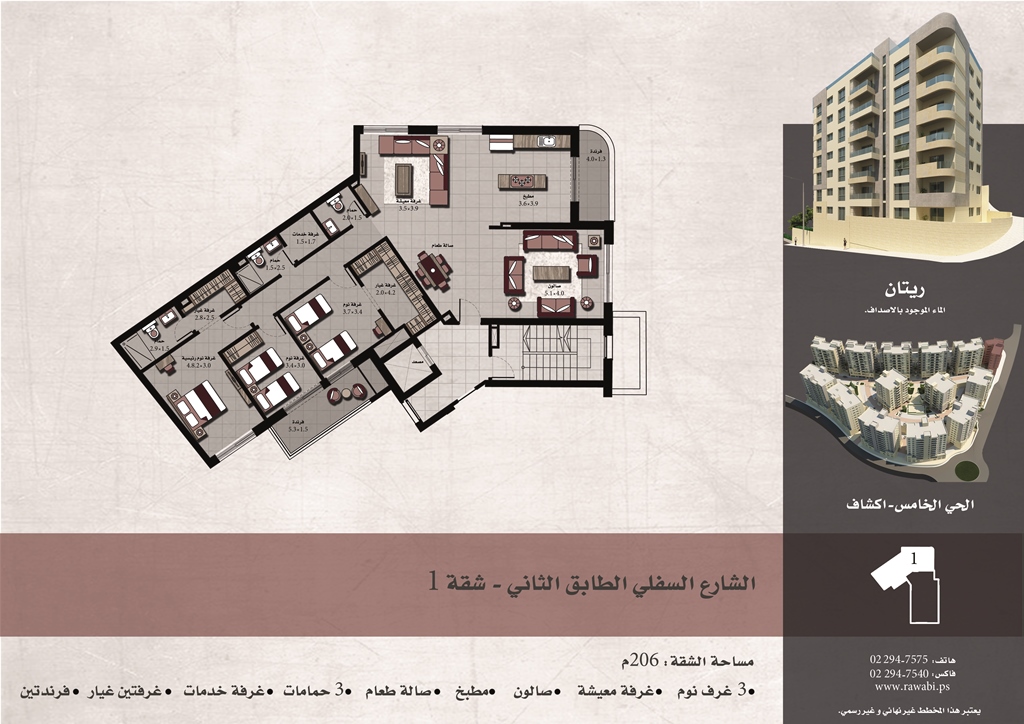 فرندة
4.0*1.3
غرفة معيشة
3.5*3.9
مطبخ
3.6*3.9
حمام
2.0*1.5
غرفة خدمات
1.5*1.7
صالة طعام
حمام
1.5*2.5
صالون
5.1*4.0
غرفة غيار
2.0*4.2
غرفة غيار
2.8*2.5
غرفة نوم
3.7*3.4
حمام
2.9*1.5
غرفة نوم رئيسية
4.8.2*3.0
غرفة نوم
3.4*3.0
مصعد
فرندة
5.3*1.5
ريتان
الماء الموجود بالاصداف.
الحي الخامس-اكشاف
1
الشارع السفلي الطابق الثاني - شقة 1
مساحة الشقة: 206م
•3 غرف نوم •غرفة معيشة •صالون •مطبخ •صالة طعام •3 حمامات •غرفة خدمات •غرفتين غيار •فرندتين
هاتف: 02 294-7575
فاكس: 02 294-7540
www.rawabi.ps
يعتبر هذا المخطط غير نهائي و غير رسمي.